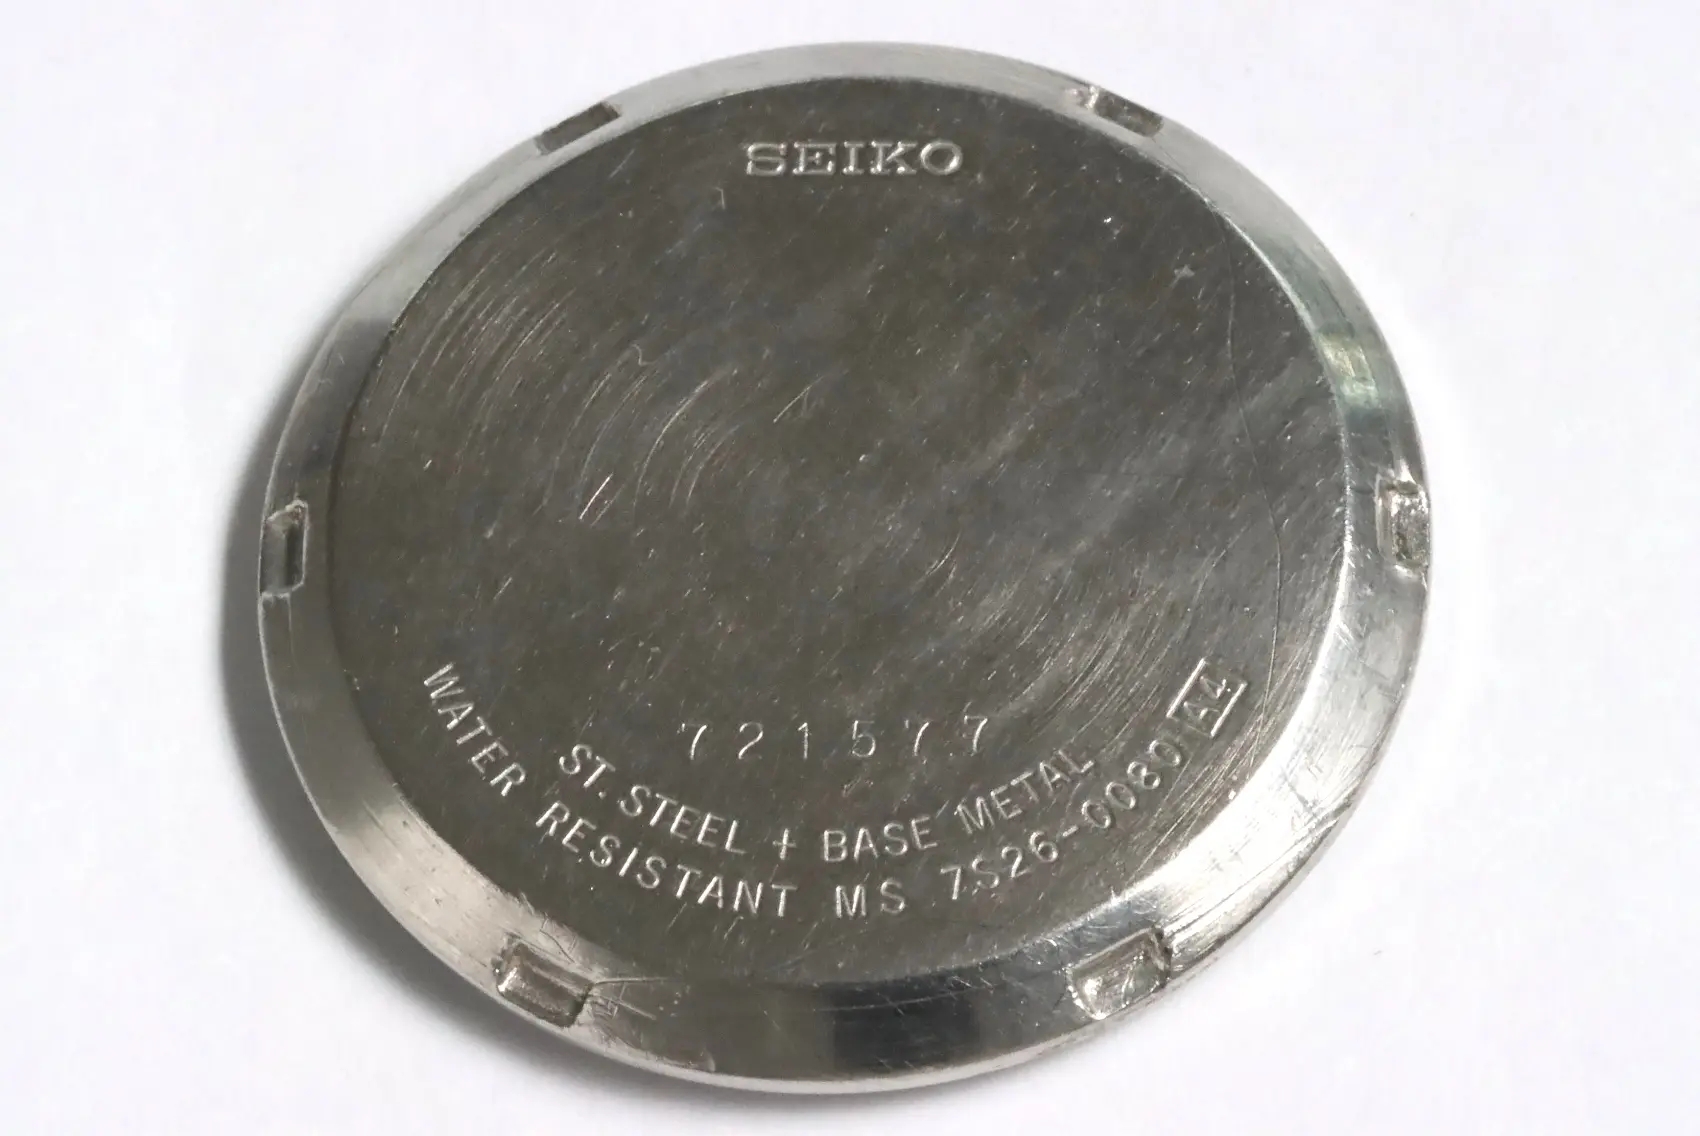 SEIKO
721577
ST. STEEL + BASE METAL
WATER RESISTANT MS 7S26-0080 A4